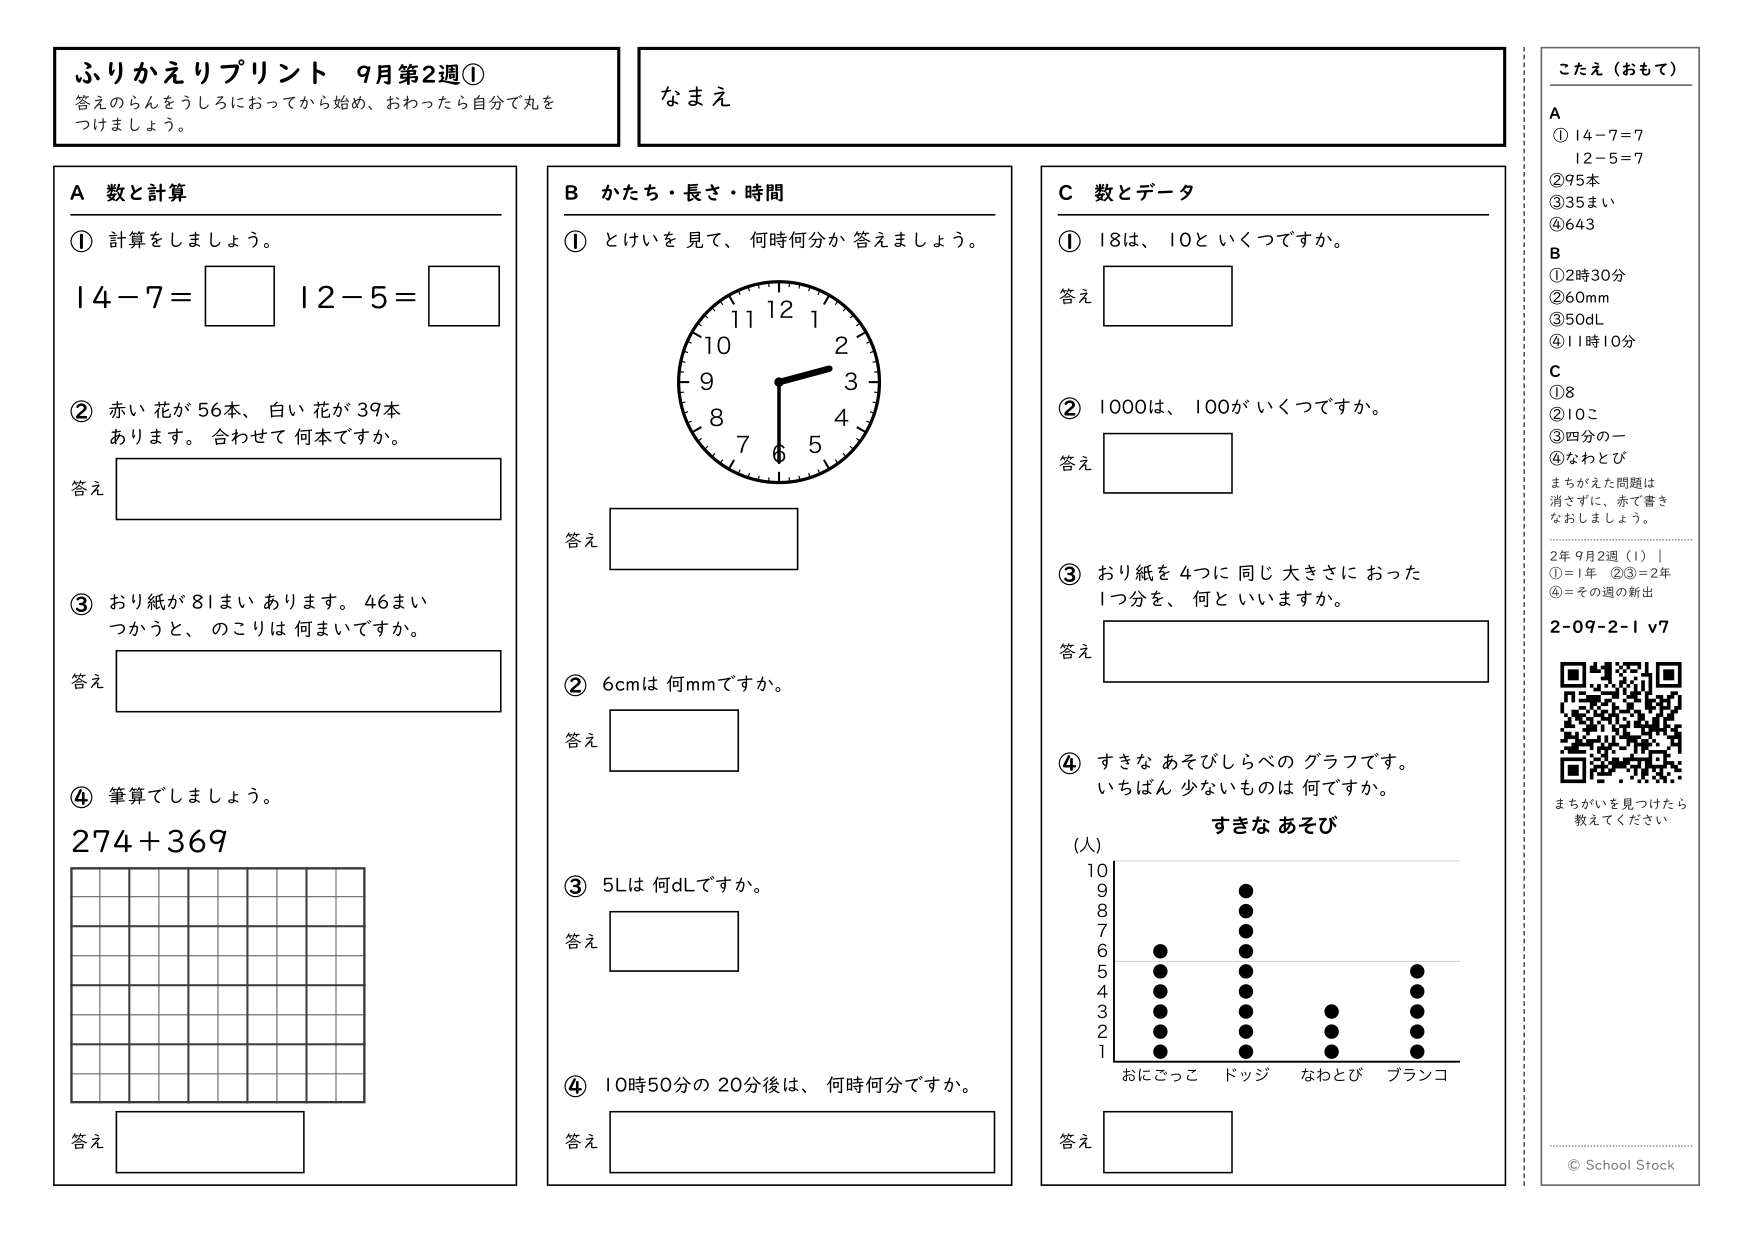 ふりかえりプリント　9月第2週①
答えのらんをうしろにおってから始め、おわったら自分で丸を
つけましょう。
なまえ
A　数と計算
① 計算をしましょう。
14－7＝
12－5＝
② 赤い 花が 56本、 白い 花が 39本
あります。 合わせて 何本ですか。
答え
③ おり紙が 81まい あります。 46まい
つかうと、 のこりは 何まいですか。
答え
④ 筆算でしましょう。
274＋369
答え
B　かたち・長さ・時間
① とけいを 見て、 何時何分か 答えましょう。
12
1
2
3
4
5
6
7
8
9
10
11
答え
② 6cmは 何mmですか。
答え
③ 5Lは 何dLですか。
答え
④ 10時50分の 20分後は、 何時何分ですか。
答え
C　数とデータ
① 18は、 10と いくつですか。
答え
② 1000は、 100が いくつですか。
答え
③ おり紙を 4つに 同じ 大きさに おった
1つ分を、 何と いいますか。
答え
④ すきな あそびしらべの グラフです。
いちばん 少ないものは 何ですか。
すきな あそび
(人)
10
9
8
7
6
5
4
3
2
1
おにごっこ ドッジ なわとび ブランコ
答え
こたえ（おもて）
A
① 14－7＝7
12－5＝7
②95本
③35まい
④643
B
①2時30分
②60mm
③50dL
④11時10分
C
①8
②10こ
③四分の一
④なわとび
まちがえた問題は
消さずに、赤で書き
なおしましょう。
2年 9月2週（1）｜
①＝1年　②③＝2年
④＝その週の新出
2-09-2-1 v7
まちがいを見つけたら
教えてください
© School Stock